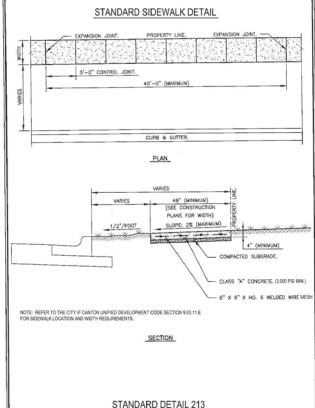 STANDARD SIDEWALK DETAIL
EXPANSION JOINT.
PROPERTY LINE.
EXPANSION JOINT.
WIDTH
5'-0" CONTROL JOINT.
40'-0" (MAXIMUM)
VARIES
CURB & GUTTER.
PLAN
VARIES
VARIES
48" (MINIMUM)
(SEE CONSTRUCTION
PLANS FOR WIDTH)
PROPERTY LINE.
1/2"/FOOT
SLOPE: 2% (MAXIMUM)
4" (MINIMUM)
COMPACTED SUBGRADE.
CLASS "A" CONCRETE, (3,000 PSI MIN.)
6" X 6" X NO. 6 WELDED WIRE MESH
NOTE: REFER TO THE CITY IF CANTON UNIFIED DEVELOPMENT CODE SECTION 9.03.11.E
FOR SIDEWALK LOCATION AND WIDTH REQUIREMENTS.
SECTION
STANDARD DETAIL 213